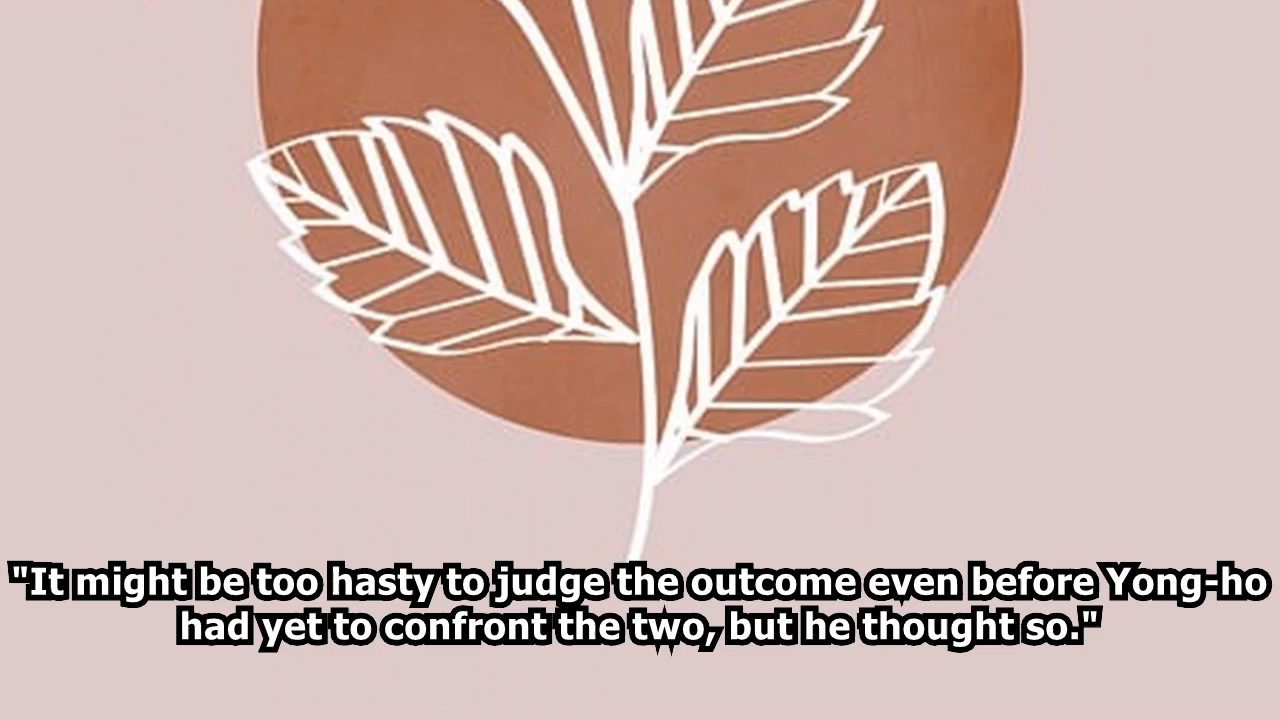 "It might be too hasty to judge the outcome even before Yong-ho
had yet to confront the two, but he thought so."